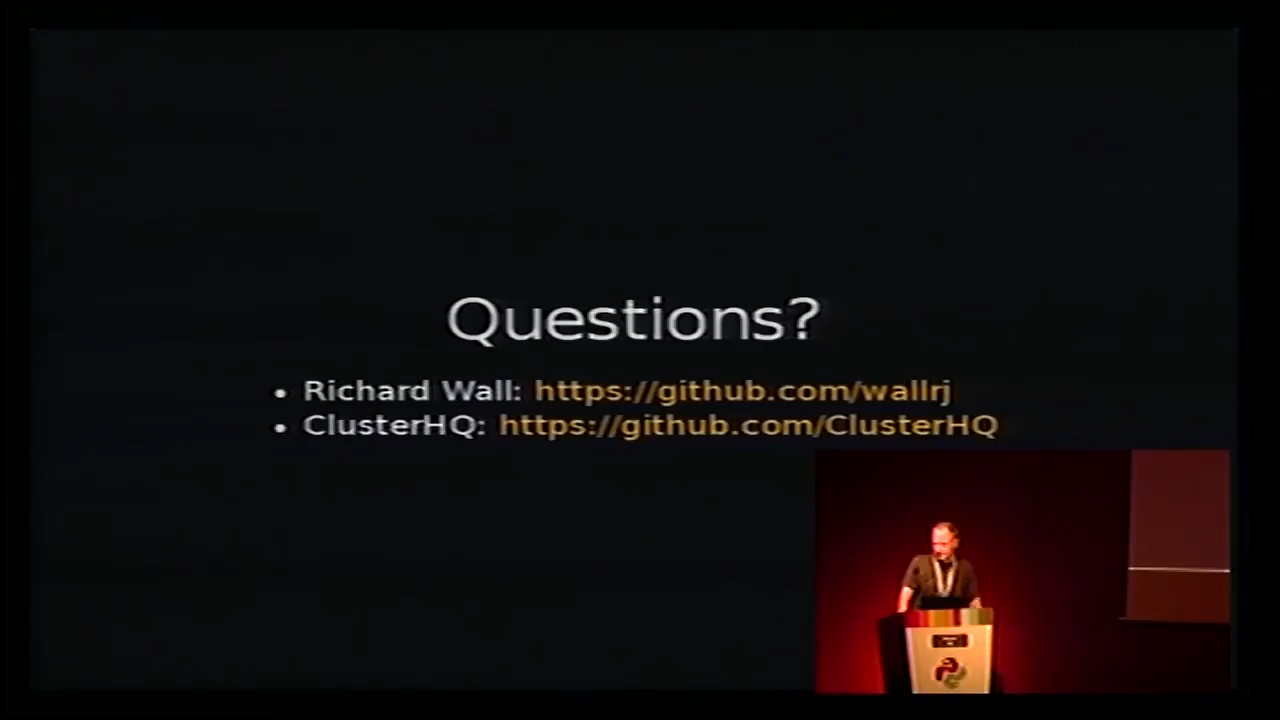 Questions?
• Richard Wall: https://github.com/wallrj
• ClusterHQ: https://github.com/ClusterHQ